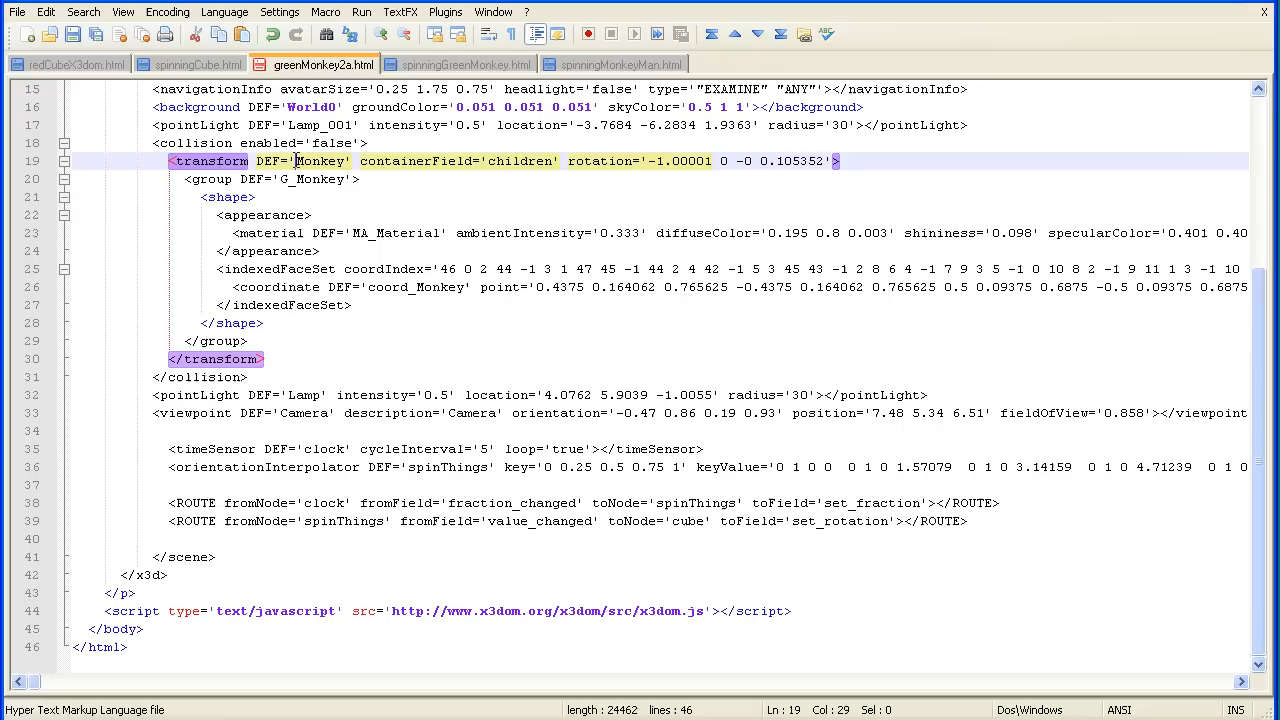 File Edit Search View Encoding Language Settings Macro Run TextFX Plugins Window ? X
redCubeX3dom.html spinningCube.html greenMonkey2a.html spinningGreenMonkey.html spinningMonkeyMan.html
15 <navigationInfo avatarSize='0.25 1.75 0.75' headlight='false' type='"EXAMINE" "ANY"'></navigationInfo>
16 <background DEF='World0' groundColor='0.051 0.051 0.051' skyColor='0.5 1 1'></background>
17 <pointLight DEF='Lamp_001' intensity='0.5' location='-3.7684 -6.2834 1.9363' radius='30'></pointLight>
18 <collision enabled='false'>
19 <transform DEF='Monkey' containerField='children' rotation='-1.00001 0 -0 0.105352'>
20 <group DEF='G_Monkey'>
21 <shape>
22 <appearance>
23 <material DEF='MA_Material' ambientIntensity='0.333' diffuseColor='0.195 0.8 0.003' shininess='0.098' specularColor='0.401 0.40
24 </appearance>
25 <indexedFaceSet coordIndex='46 0 2 44 -1 3 1 47 45 -1 44 2 4 42 -1 5 3 45 43 -1 2 8 6 4 -1 7 9 3 5 -1 0 10 8 2 -1 9 11 1 3 -1 10
26 <coordinate DEF='coord_Monkey' point='0.4375 0.164062 0.765625 -0.4375 0.164062 0.765625 0.5 0.09375 0.6875 -0.5 0.09375 0.6875
27 </indexedFaceSet>
28 </shape>
29 </group>
30 </transform>
31 </collision>
32 <pointLight DEF='Lamp' intensity='0.5' location='4.0762 5.9039 -1.0055' radius='30'></pointLight>
33 <viewpoint DEF='Camera' description='Camera' orientation='-0.47 0.86 0.19 0.93' position='7.48 5.34 6.51' fieldOfView='0.858'></viewpoint
34
35 <timeSensor DEF='clock' cycleInterval='5' loop='true'></timeSensor>
36 <orientationInterpolator DEF='spinThings' key='0 0.25 0.5 0.75 1' keyValue='0 1 0 0 0 1 0 1.57079 0 1 0 3.14159 0 1 0 4.71239 0 1 0
37
38 <ROUTE fromNode='clock' fromField='fraction_changed' toNode='spinThings' toField='set_fraction'></ROUTE>
39 <ROUTE fromNode='spinThings' fromField='value_changed' toNode='cube' toField='set_rotation'></ROUTE>
40
41 </scene>
42 </x3d>
43 </p>
44 <script type='text/javascript' src='http://www.x3dom.org/x3dom/src/x3dom.js'></script>
45 </body>
46 </html>
Hyper Text Markup Language file length : 24462 lines : 46 Ln : 19 Col : 29 Sel : 0 Dos\Windows ANSI INS